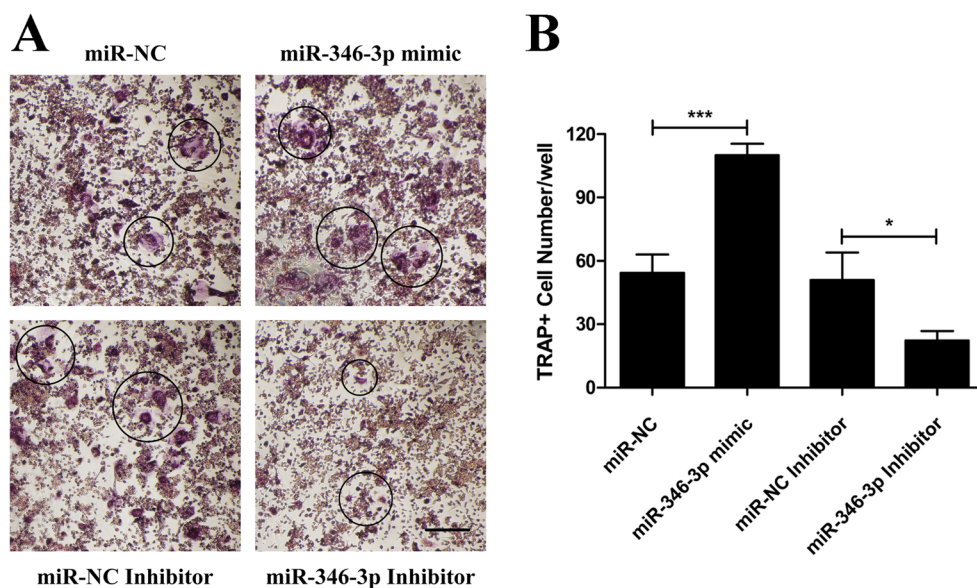 A
miR-NC
miR-346-3p mimic
miR-NC Inhibitor
miR-346-3p Inhibitor
B
TRAP+ Cell Number/well
120
90
60
30
0
***
*
miR-NC
miR-346-3p mimic
miR-NC Inhibitor
miR-346-3p Inhibitor